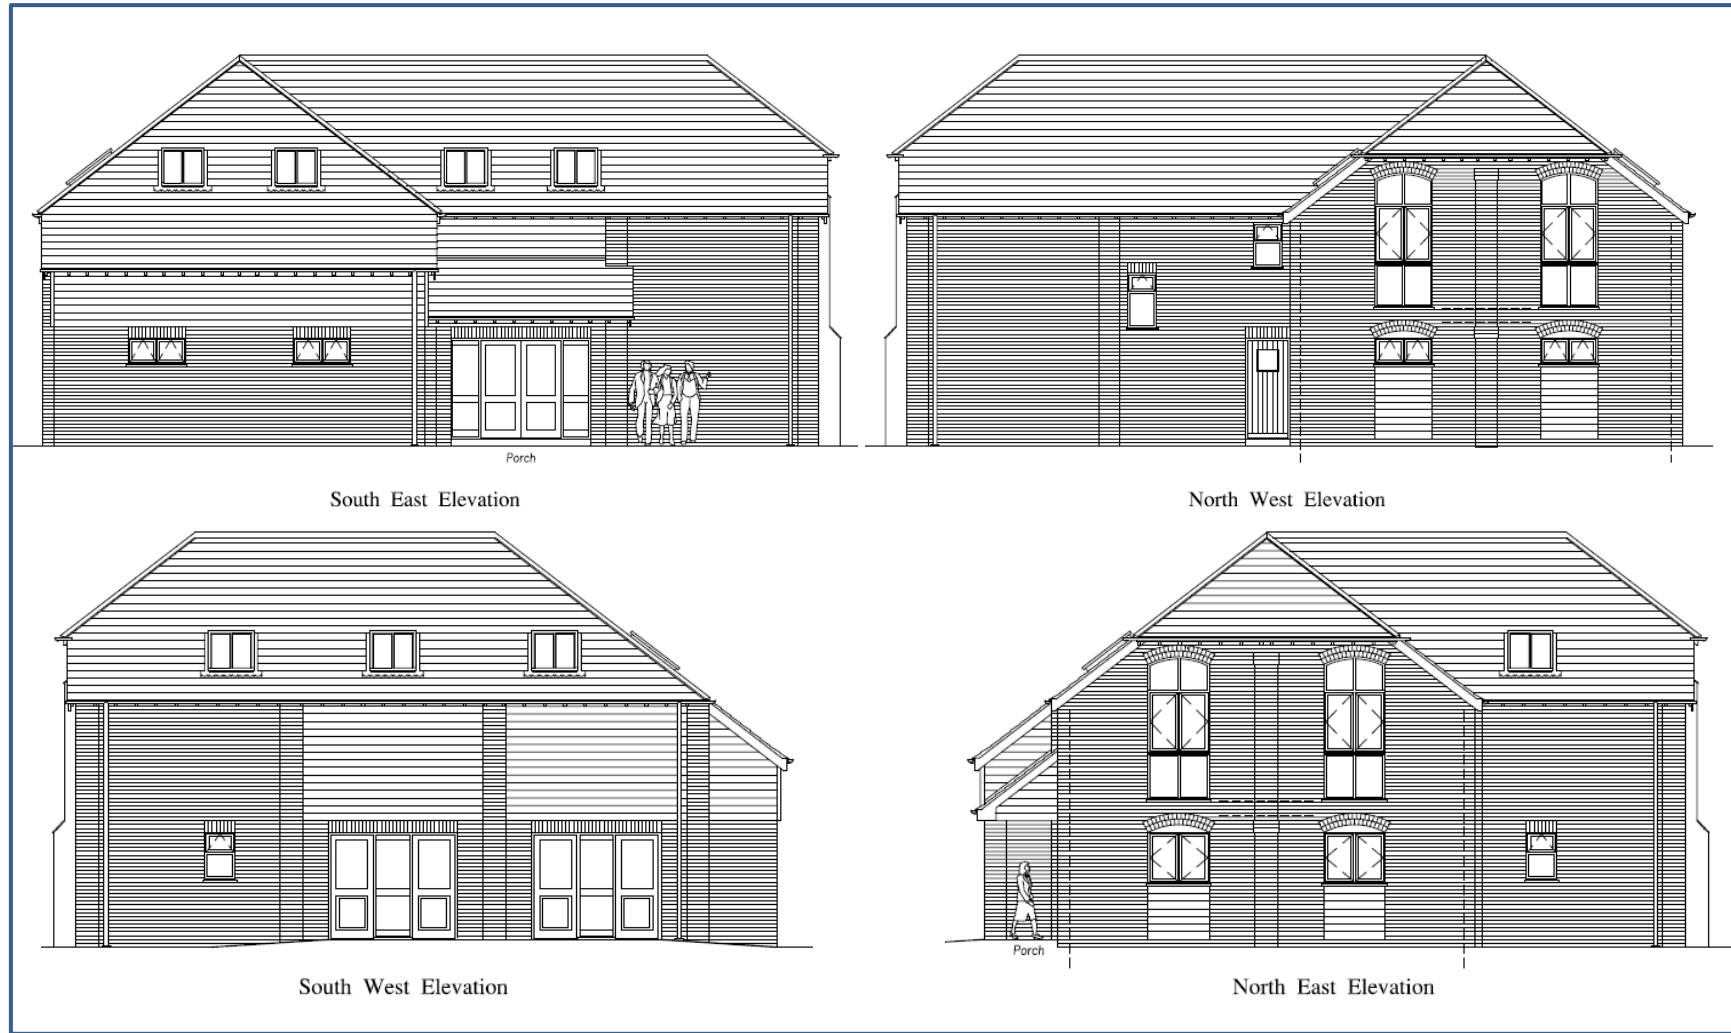 Porch
South East Elevation
North West Elevation
Porch
South West Elevation
North East Elevation